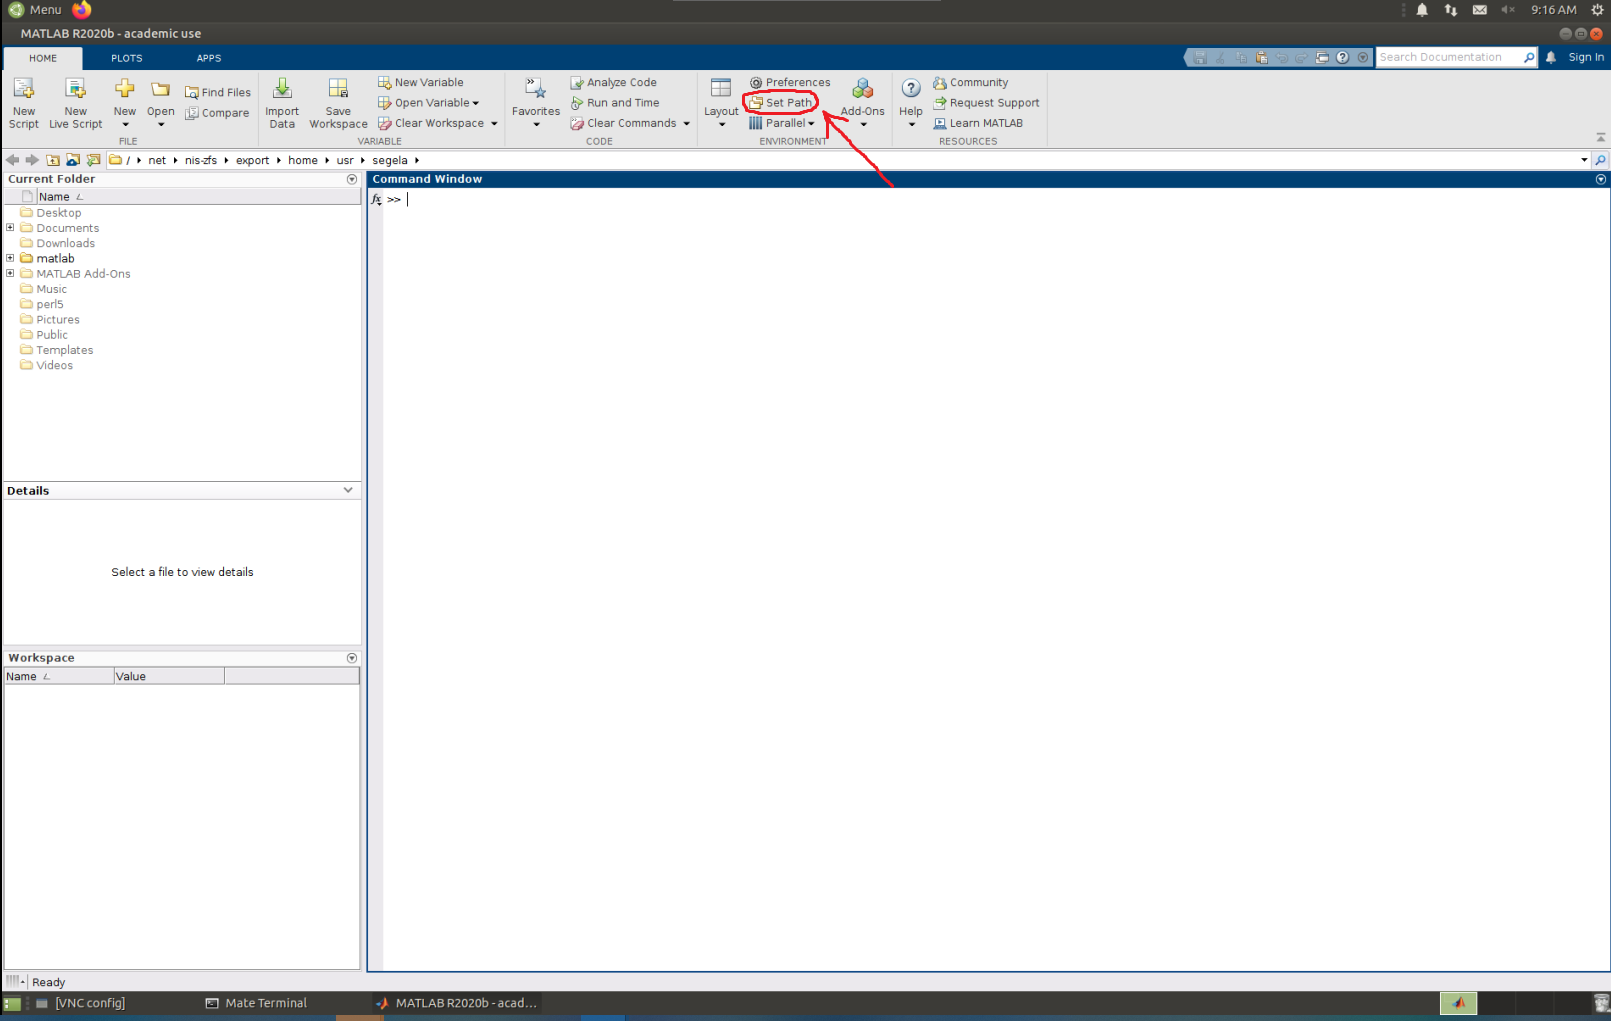 Menu
9:16 AM
MATLAB R2020b - academic use
HOME PLOTS APPS
Search Documentation
Sign In
New Script
New Live Script
New
Open
Find Files
Compare
FILE
Import Data
Save Workspace
New Variable
Open Variable
Clear Workspace
VARIABLE
Favorites
Analyze Code
Run and Time
Clear Commands
CODE
Layout
Preferences
Set Path
Parallel
Add-Ons
ENVIRONMENT
Help
Community
Request Support
Learn MATLAB
RESOURCES
/ net nis-zfs export home usr segela
Current Folder
Name
Desktop
Documents
Downloads
matlab
MATLAB Add-Ons
Music
perl5
Pictures
Public
Templates
Videos
Details
Select a file to view details
Workspace
Name Value
Command Window
fx >>
Ready
[VNC config]
Mate Terminal
MATLAB R2020b - acad...